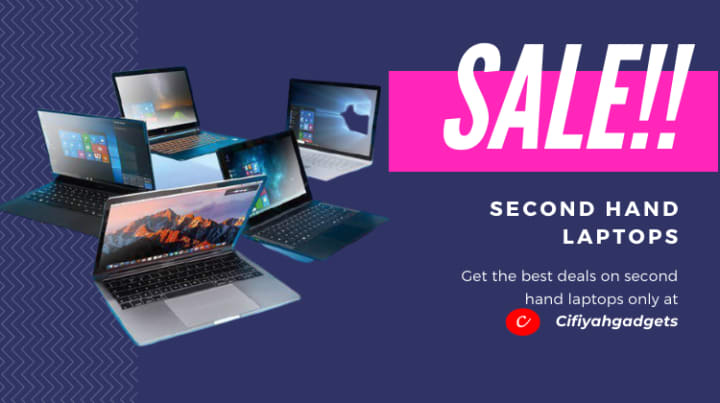 SALE!!
SECOND HAND
LAPTOPS
Get the best deals on second
hand laptops only at
Cifiyahgadgets